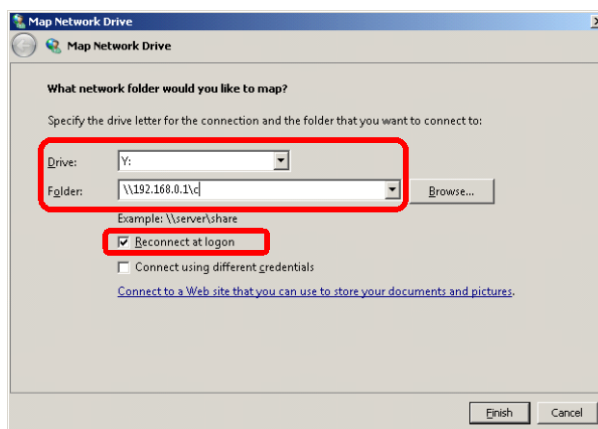 Map Network Drive
Map Network Drive
What network folder would you like to map?
Specify the drive letter for the connection and the folder that you want to connect to:
Drive: Y:
Folder: \\192.168.0.1\c Browse...
Example: \\server\share
Reconnect at logon
Connect using different credentials
Connect to a Web site that you can use to store your documents and pictures.
Finish Cancel